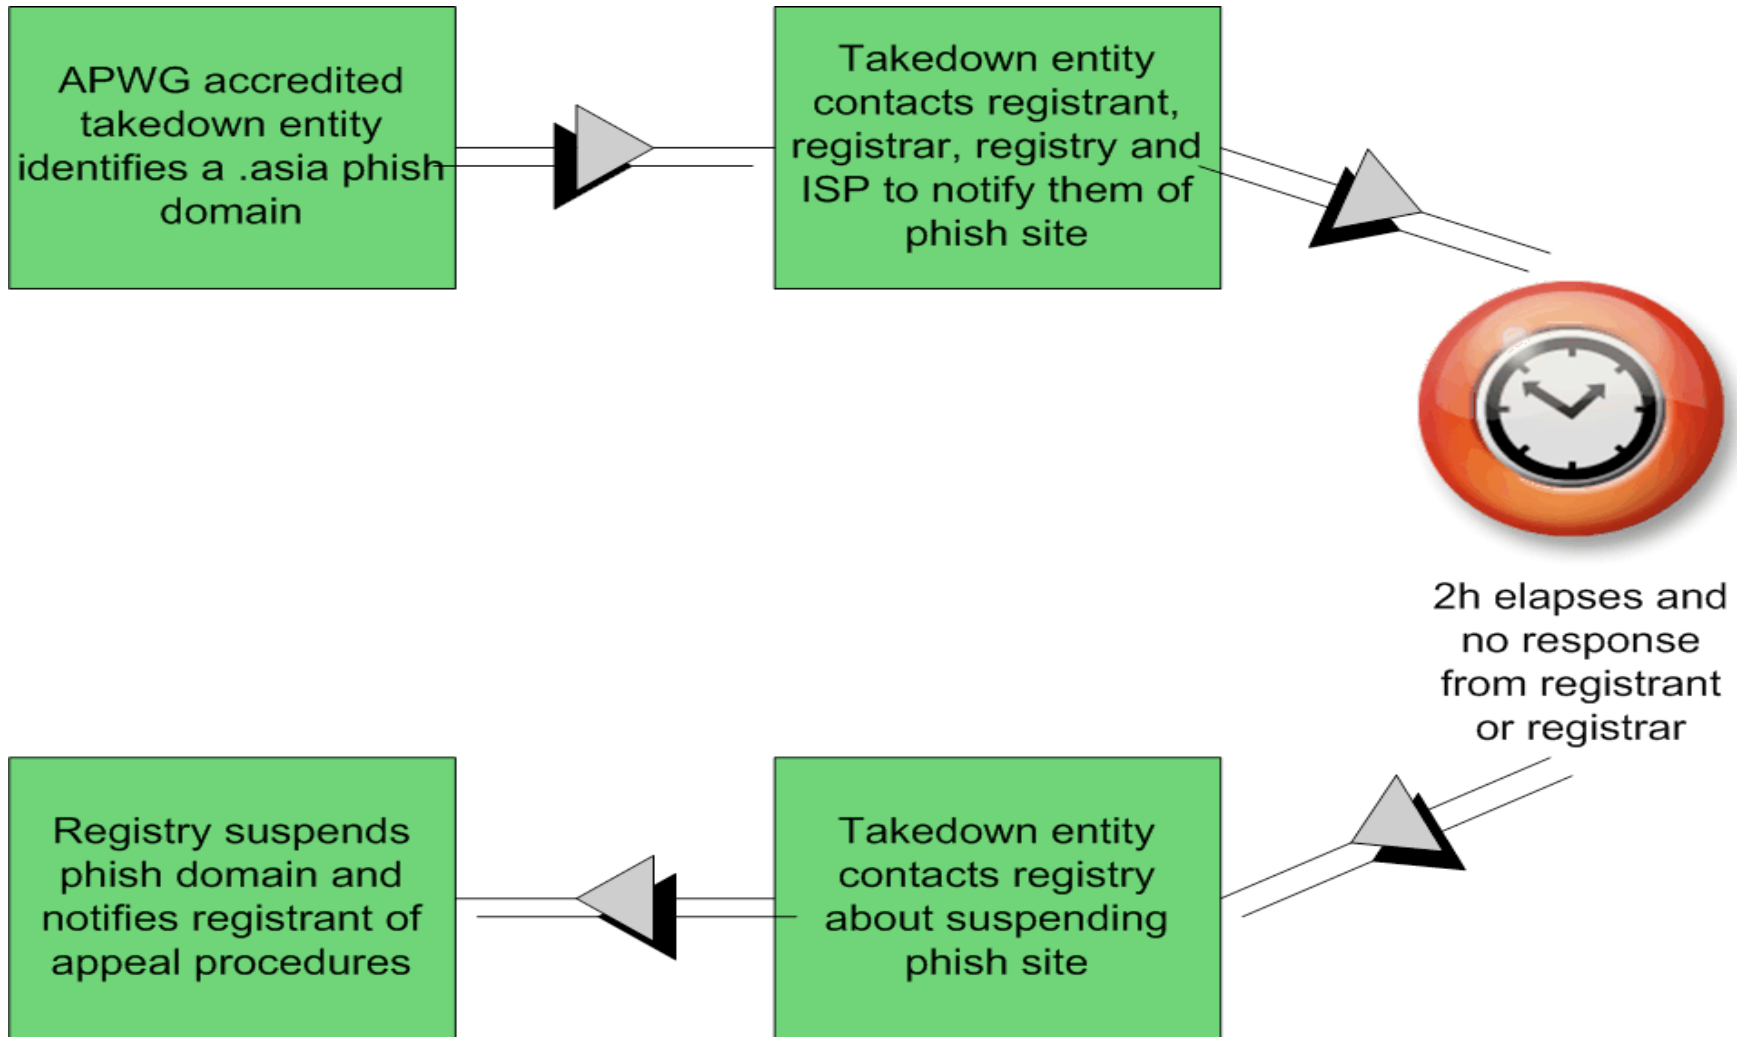 APWG accredited
takedown entity
identifies a .asia phish
domain
Takedown entity
contacts registrant,
registrar, registry and
ISP to notify them of
phish site
2h elapses and
no response
from registrant
or registrar
Takedown entity
contacts registry
about suspending
phish site
Registry suspends
phish domain and
notifies registrant of
appeal procedures